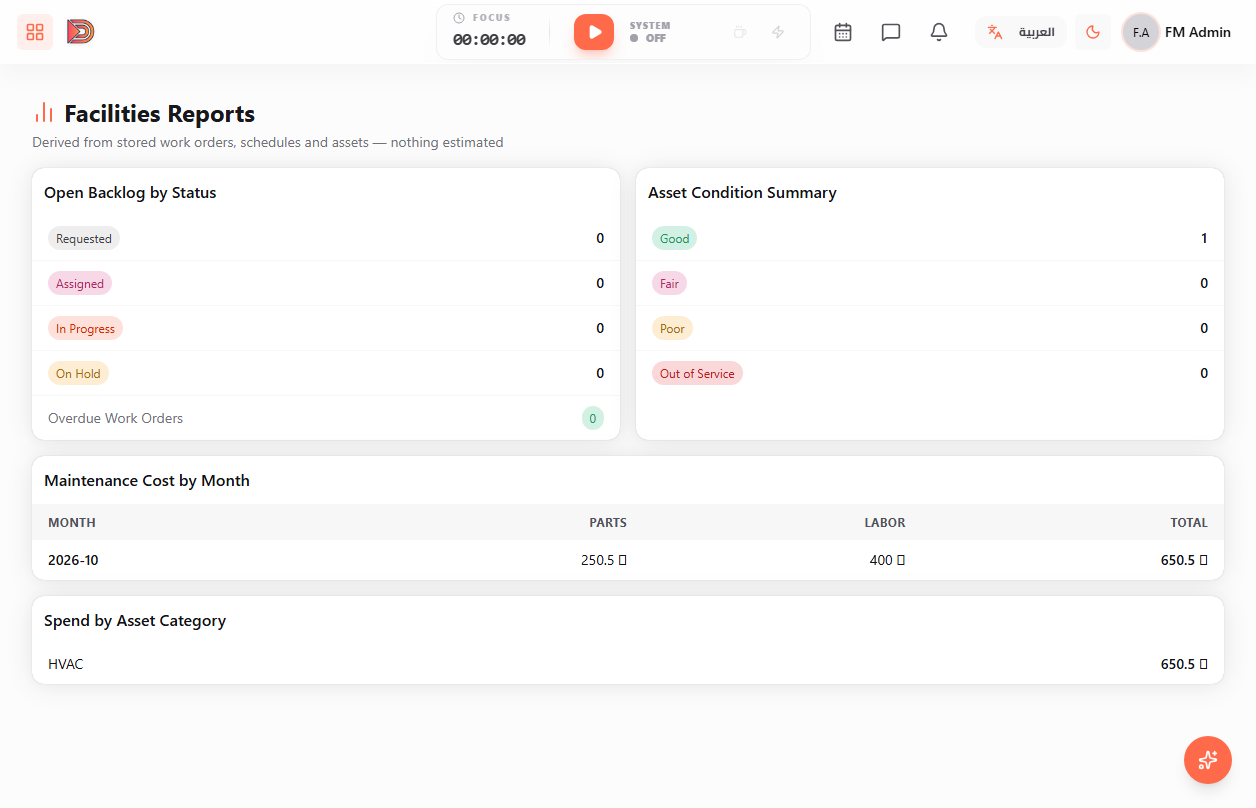 FOCUS
00:00:00
SYSTEM
OFF
العربية
F.A
FM Admin
Facilities Reports
Derived from stored work orders, schedules and assets — nothing estimated
Open Backlog by Status
Requested 0
Assigned 0
In Progress 0
On Hold 0
Overdue Work Orders 0
Asset Condition Summary
Good 1
Fair 0
Poor 0
Out of Service 0
Maintenance Cost by Month
MONTH PARTS LABOR TOTAL
2026-10 250.5 400 650.5
Spend by Asset Category
HVAC 650.5